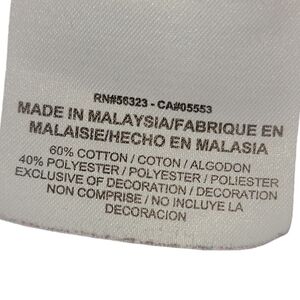 RN#56323 - CA#05553
MADE IN MALAYSIA/FABRIQUE EN
MALAISIE/HECHO EN MALASIA
60% COTTON / COTON / ALGODON
40% POLYESTER / POLYESTER / POLIESTER
EXCLUSIVE OF DECORATION / DECORATION
NON COMPRISE / NO INCLUYE LA
DECORACION